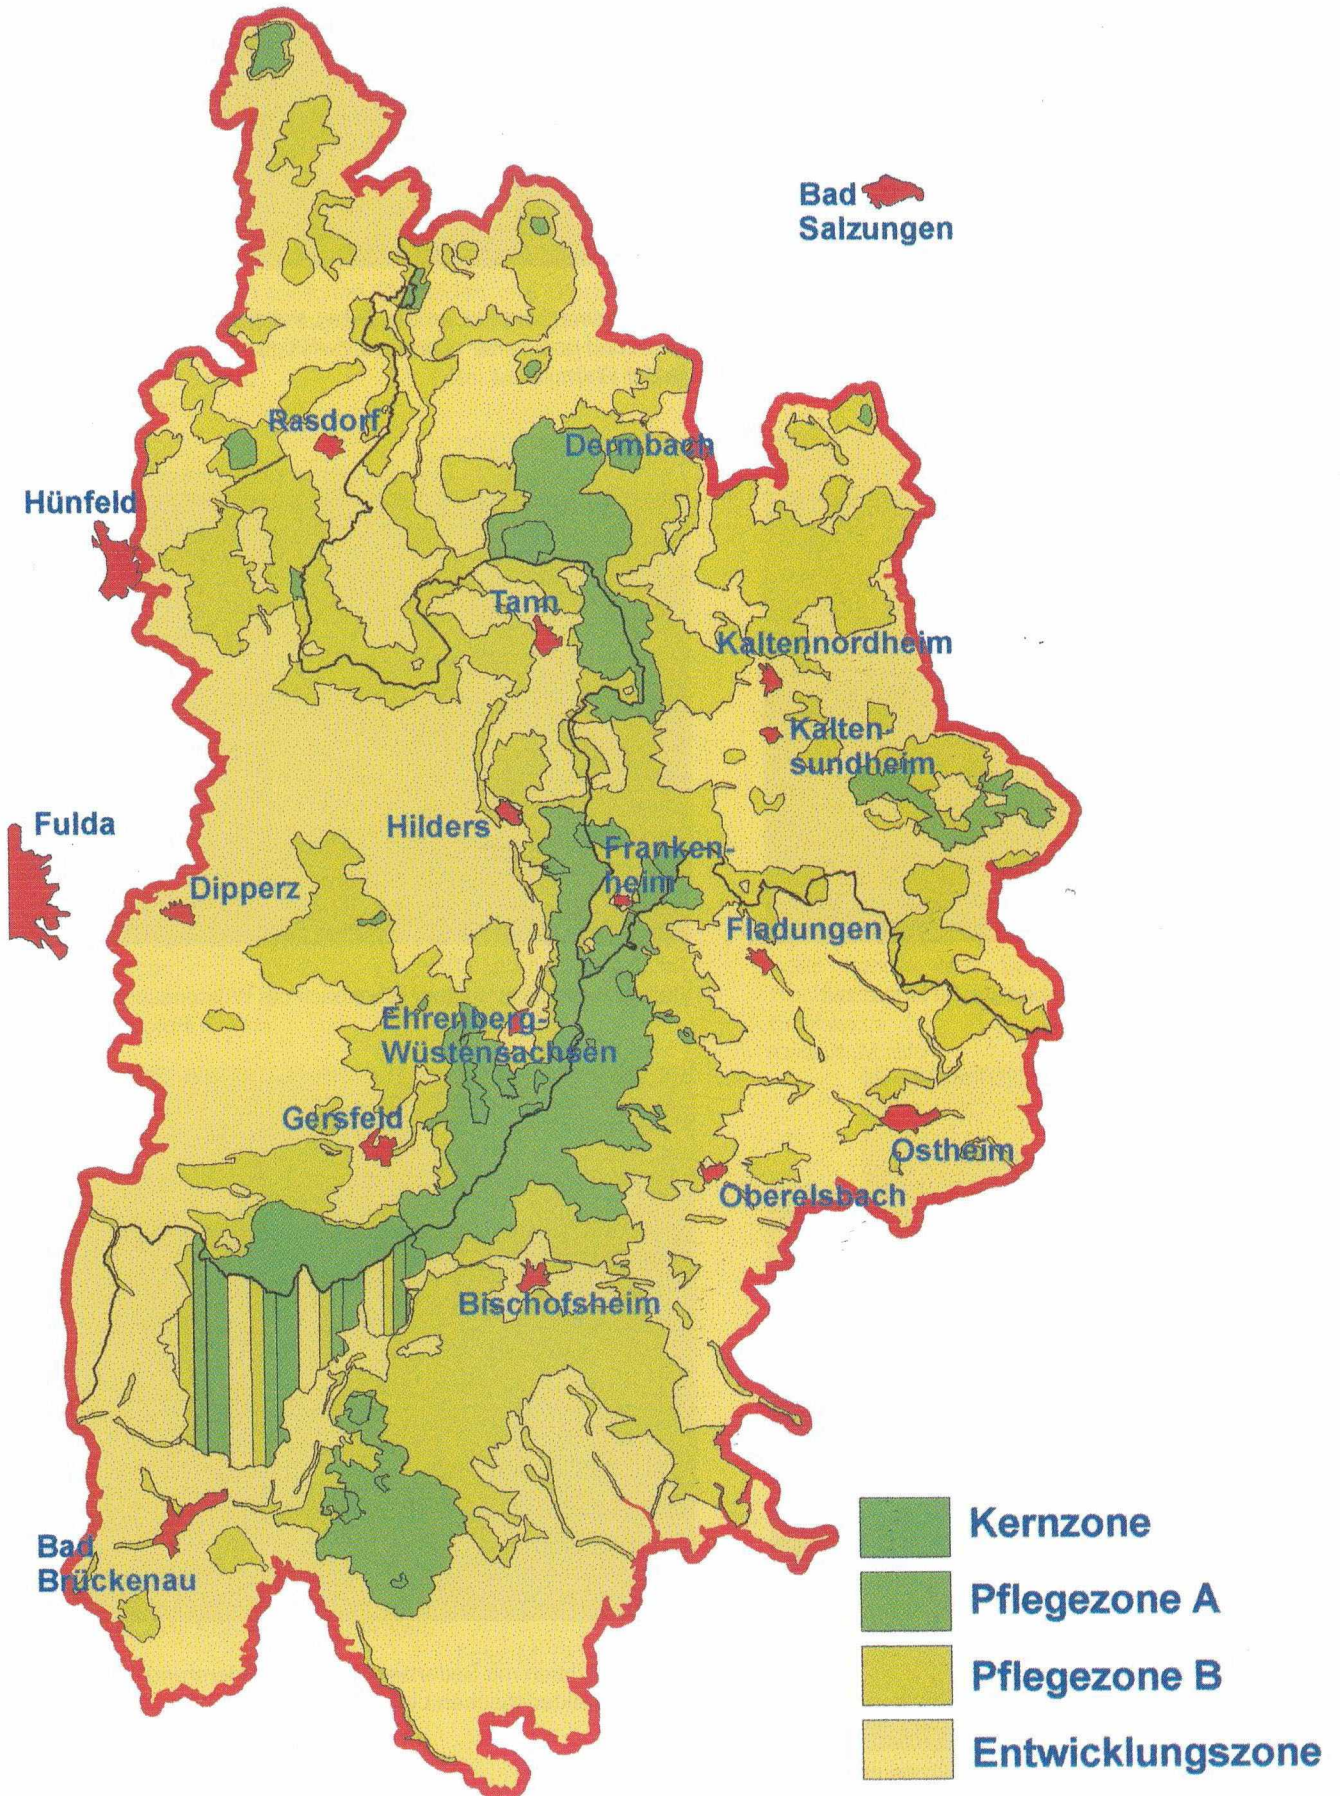 Bad
Salzungen
Rasdorf
Dermbach
Hünfeld
Tann
Kaltennordheim
Kalten-
sundheim
Fulda
Hilders
Franken-
heim
Dipperz
Fladungen
Ehrenberg-
Wüstensachsen
Gersfeld
Ostheim
Oberelsbach
Bischofsheim
Bad
Brückenau
Kernzone
Pflegezone A
Pflegezone B
Entwicklungszone